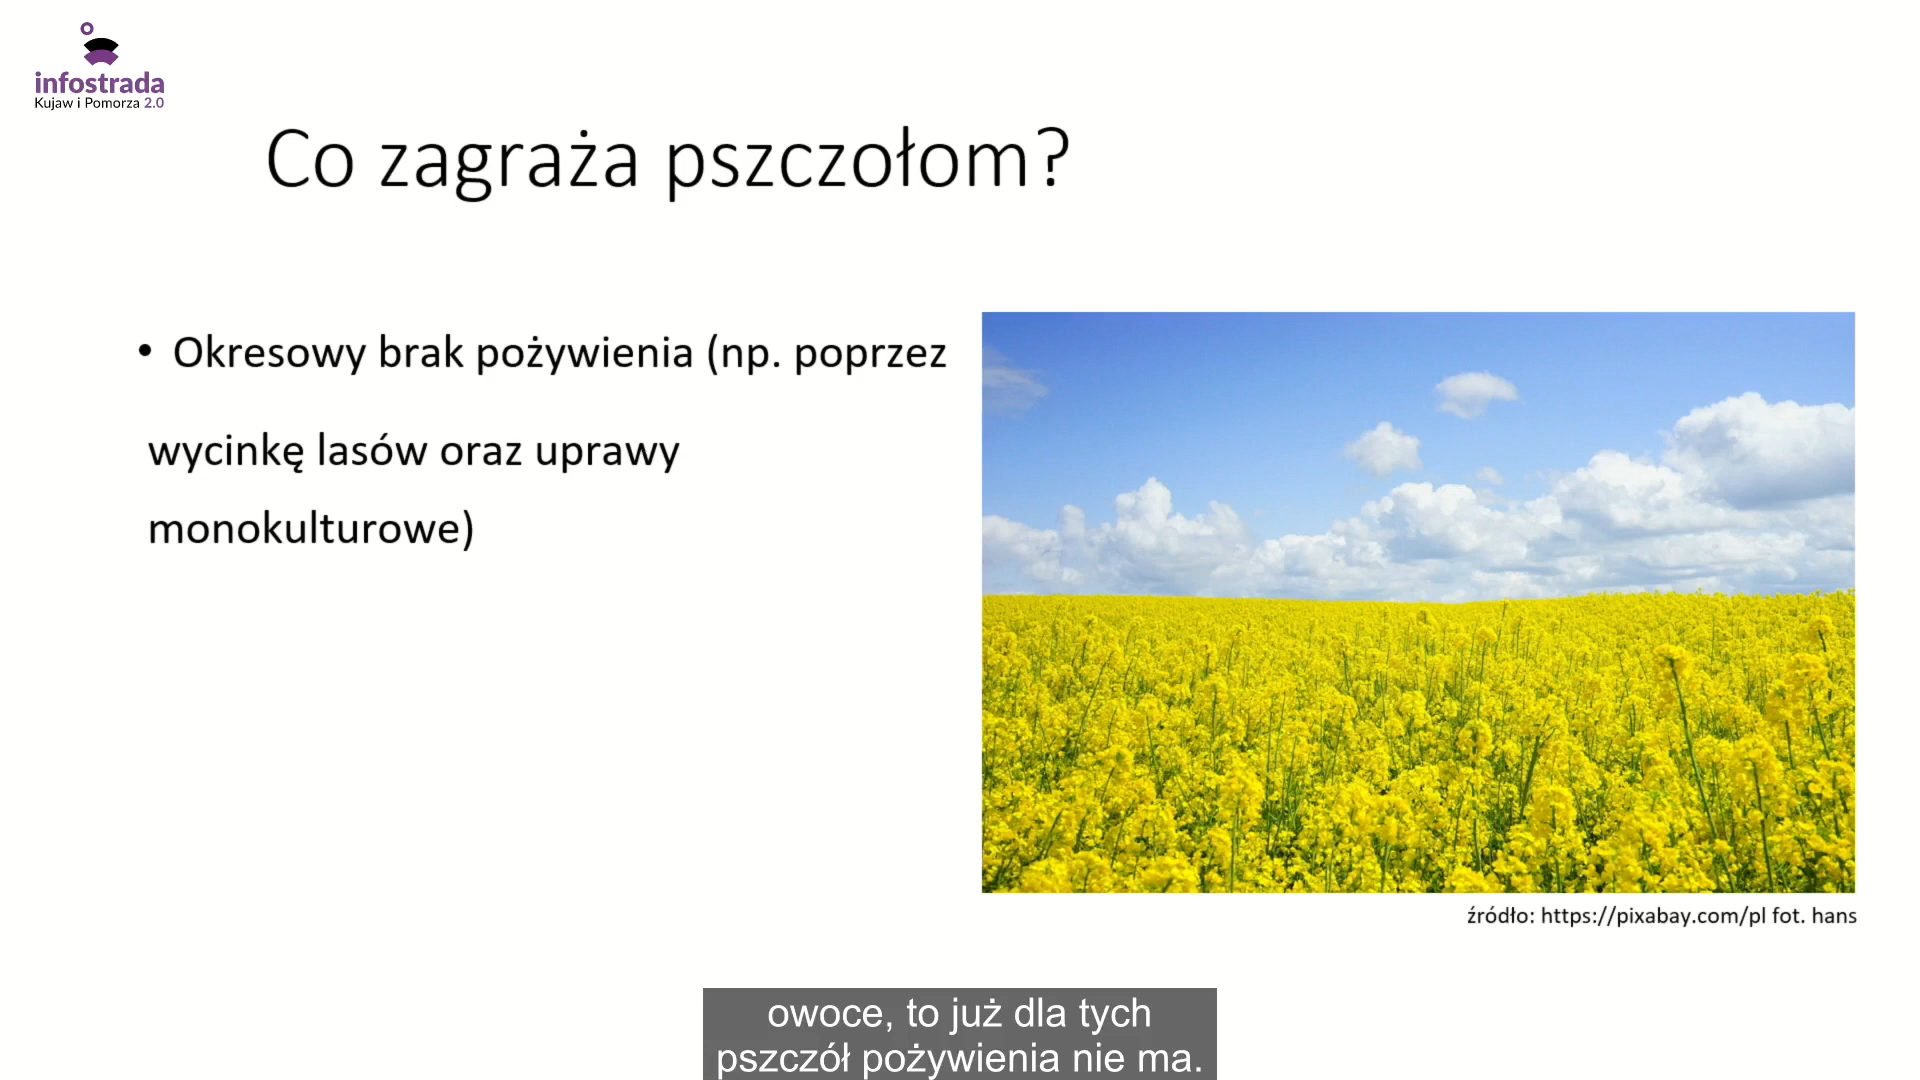 infostrada
Kujaw i Pomorza 2.0
Co zagraża pszczołom?
• Okresowy brak pożywienia (np. poprzez
wycinkę lasów oraz uprawy
monokulturowe)
źródło: https://pixabay.com/pl fot. hans
owoce, to już dla tych
pszczół pożywienia nie ma.